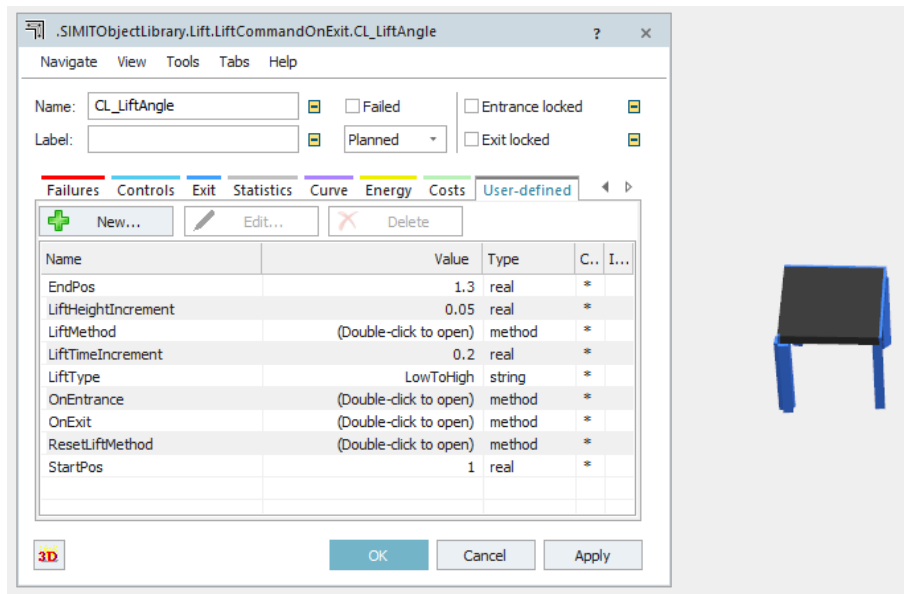 .SIMITObjectLibrary.Lift.LiftCommandOnExit.CL_LiftAngle ? ×
Navigate View Tools Tabs Help
Name: CL_LiftAngle Failed Entrance locked
Label: Planned Exit locked
Failures Controls Exit Statistics Curve Energy Costs User-defined
New... Edit... Delete
Name Value Type C.. I...
EndPos 1.3 real *
LiftHeightIncrement 0.05 real *
LiftMethod (Double-click to open) method *
LiftTimeIncrement 0.2 real *
LiftType LowToHigh string *
OnEntrance (Double-click to open) method *
OnExit (Double-click to open) method *
ResetLiftMethod (Double-click to open) method *
StartPos 1 real *
3D OK Cancel Apply